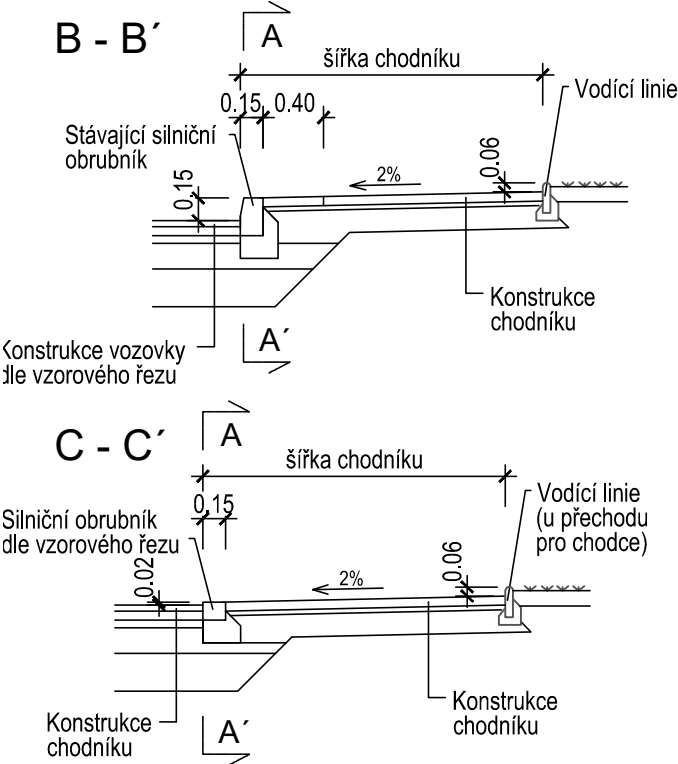 B - B´
A
šířka chodníku
Vodící linie
0.15 0.40
Stávající silniční
obrubník
0.15
2%
0.06
Konstrukce
chodníku
A´
Konstrukce vozovky
dle vzorového řezu
C - C´
A
šířka chodníku
0,15
Vodící linie
(u přechodu
pro chodce)
Silniční obrubník
dle vzorového řezu
0.02
2%
0.06
Konstrukce
chodníku
A´
Konstrukce
chodníku